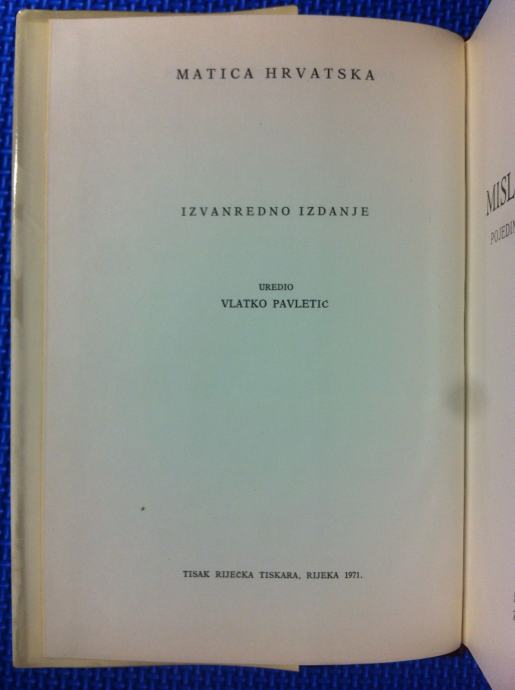 MATICA HRVATSKA
IZVANREDNO IZDANJE
UREDIO
VLATKO PAVLETIĆ
TISAK RIJEČKA TISKARA, RIJEKA 1971.